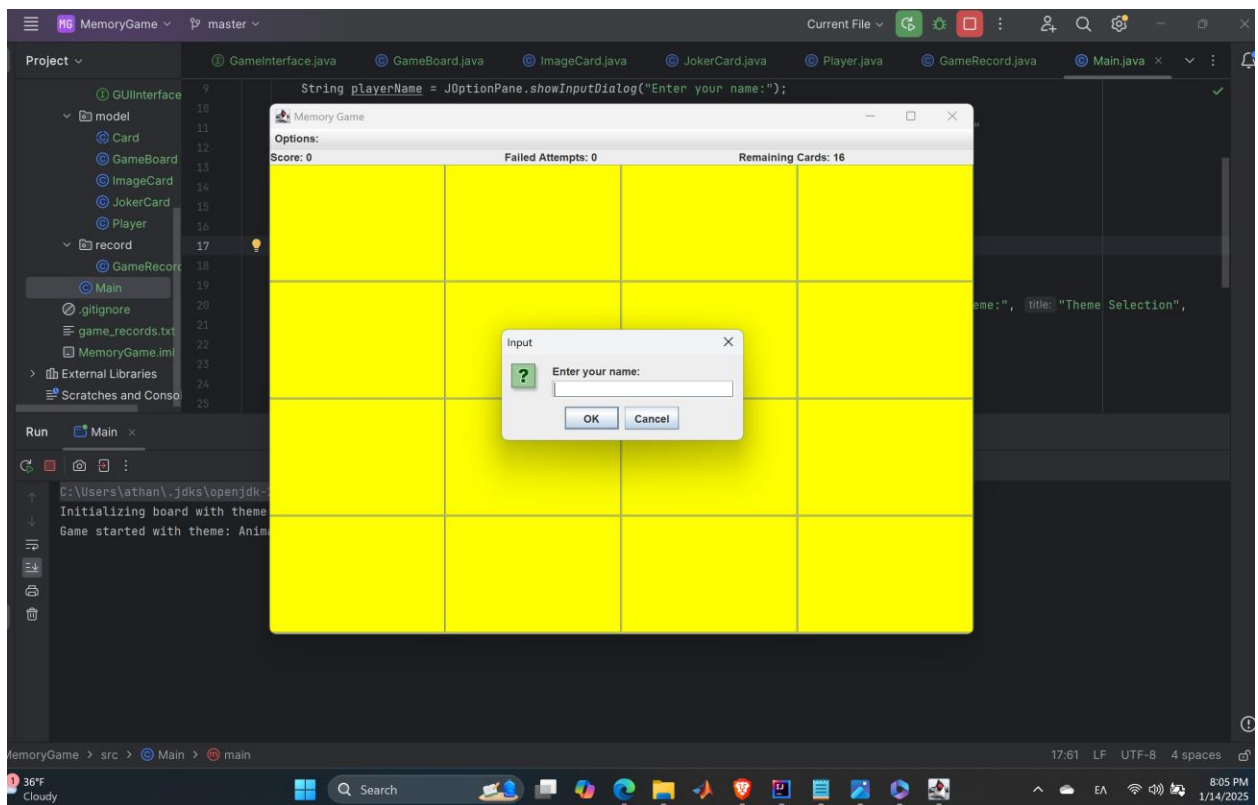 MG MemoryGame master Current File
Project
GameInterface.java GameBoard.java ImageCard.java JokerCard.java Player.java GameRecord.java Main.java
GUIInterface
model
Card
GameBoard
ImageCard
JokerCard
Player
record
GameRecord
Main
.gitignore
game_records.txt
MemoryGame.iml
External Libraries
Scratches and Conso
9 String playerName = JOptionPane.showInputDialog("Enter your name:");
10
11 "
12
13
14
15
16
17
18
19
20 eme:", title: "Theme Selection",
21
22
23
24
25
Memory Game
Options:
Score: 0 Failed Attempts: 0 Remaining Cards: 16
Input
?
Enter your name:
OK Cancel
Run Main
C:\Users\athan\.jdks\openjdk-
Initializing board with theme
Game started with theme: Anima
MemoryGame > src > Main > main
17:61 LF UTF-8 4 spaces
1
36°F
Cloudy
Search
ΕΛ
8:05 PM
1/14/2025